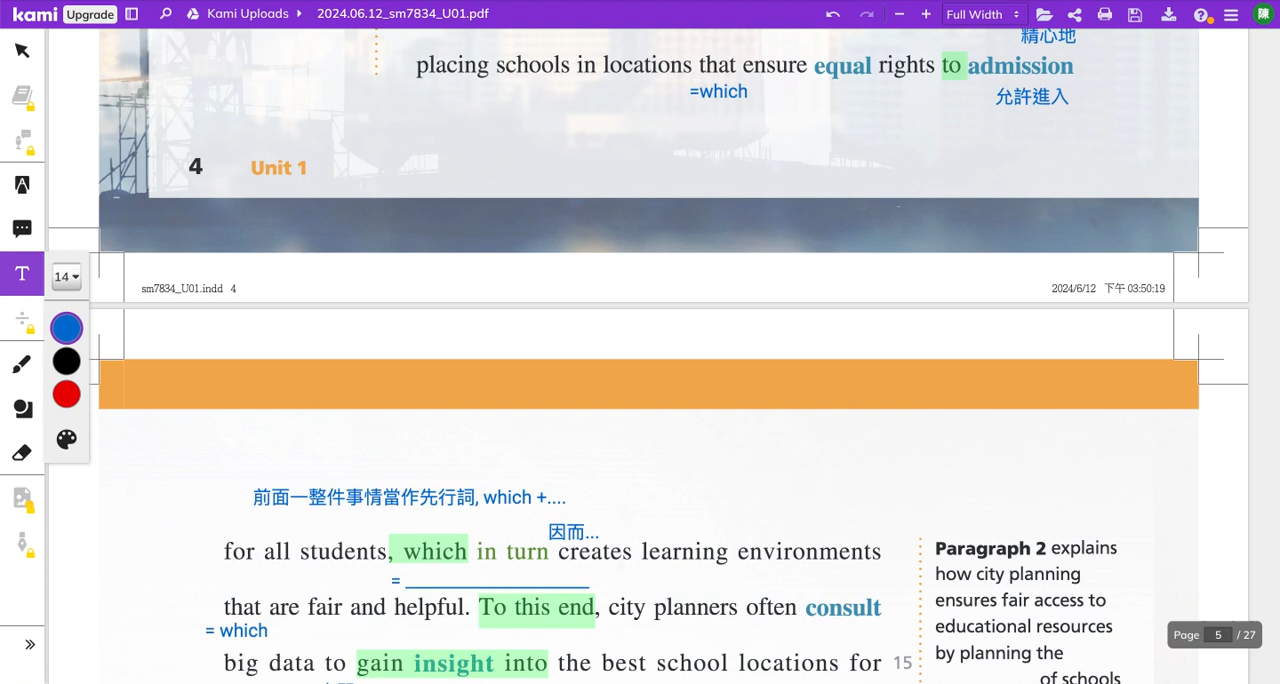 kami Upgrade Kami Uploads 2024.06.12_sm7834_U01.pdf Full Width 陳
精心地
placing schools in locations that ensure equal rights to admission
=which 允許進入
4 Unit 1
14
sm7834_U01.indd 4 2024/6/12 下午 03:50:19
前面一整件事情當作先行詞, which +....
因而...
for all students, which in turn creates learning environments
= 
that are fair and helpful. To this end, city planners often consult
= which
big data to gain insight into the best school locations for 15
Paragraph 2 explains
how city planning
ensures fair access to
educational resources
by planning the
of schools
Page 5 / 27